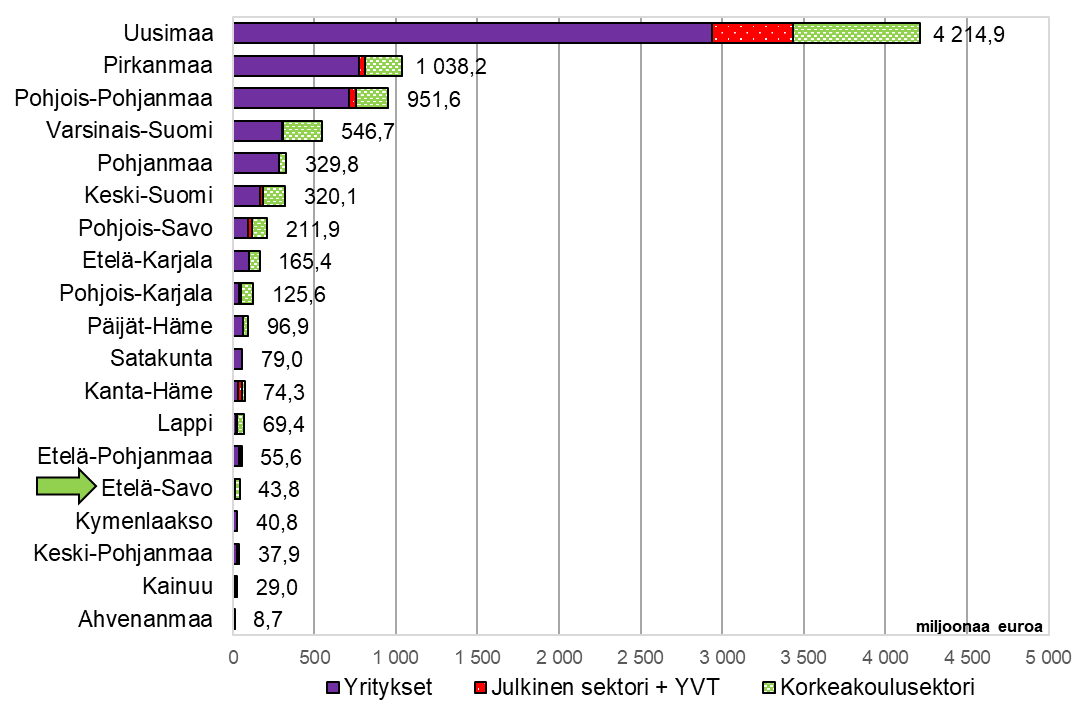 Uusimaa 4 214,9
Pirkanmaa 1 038,2
Pohjois-Pohjanmaa 951,6
Varsinais-Suomi 546,7
Pohjanmaa 329,8
Keski-Suomi 320,1
Pohjois-Savo 211,9
Etelä-Karjala 165,4
Pohjois-Karjala 125,6
Päijät-Häme 96,9
Satakunta 79,0
Kanta-Häme 74,3
Lappi 69,4
Etelä-Pohjanmaa 55,6
Etelä-Savo 43,8
Kymenlaakso 40,8
Keski-Pohjanmaa 37,9
Kainuu 29,0
Ahvenanmaa 8,7
miljoonaa euroa
0 500 1 000 1 500 2 000 2 500 3 000 3 500 4 000 4 500 5 000
Yritykset Julkinen sektori + YVT Korkeakoulusektori